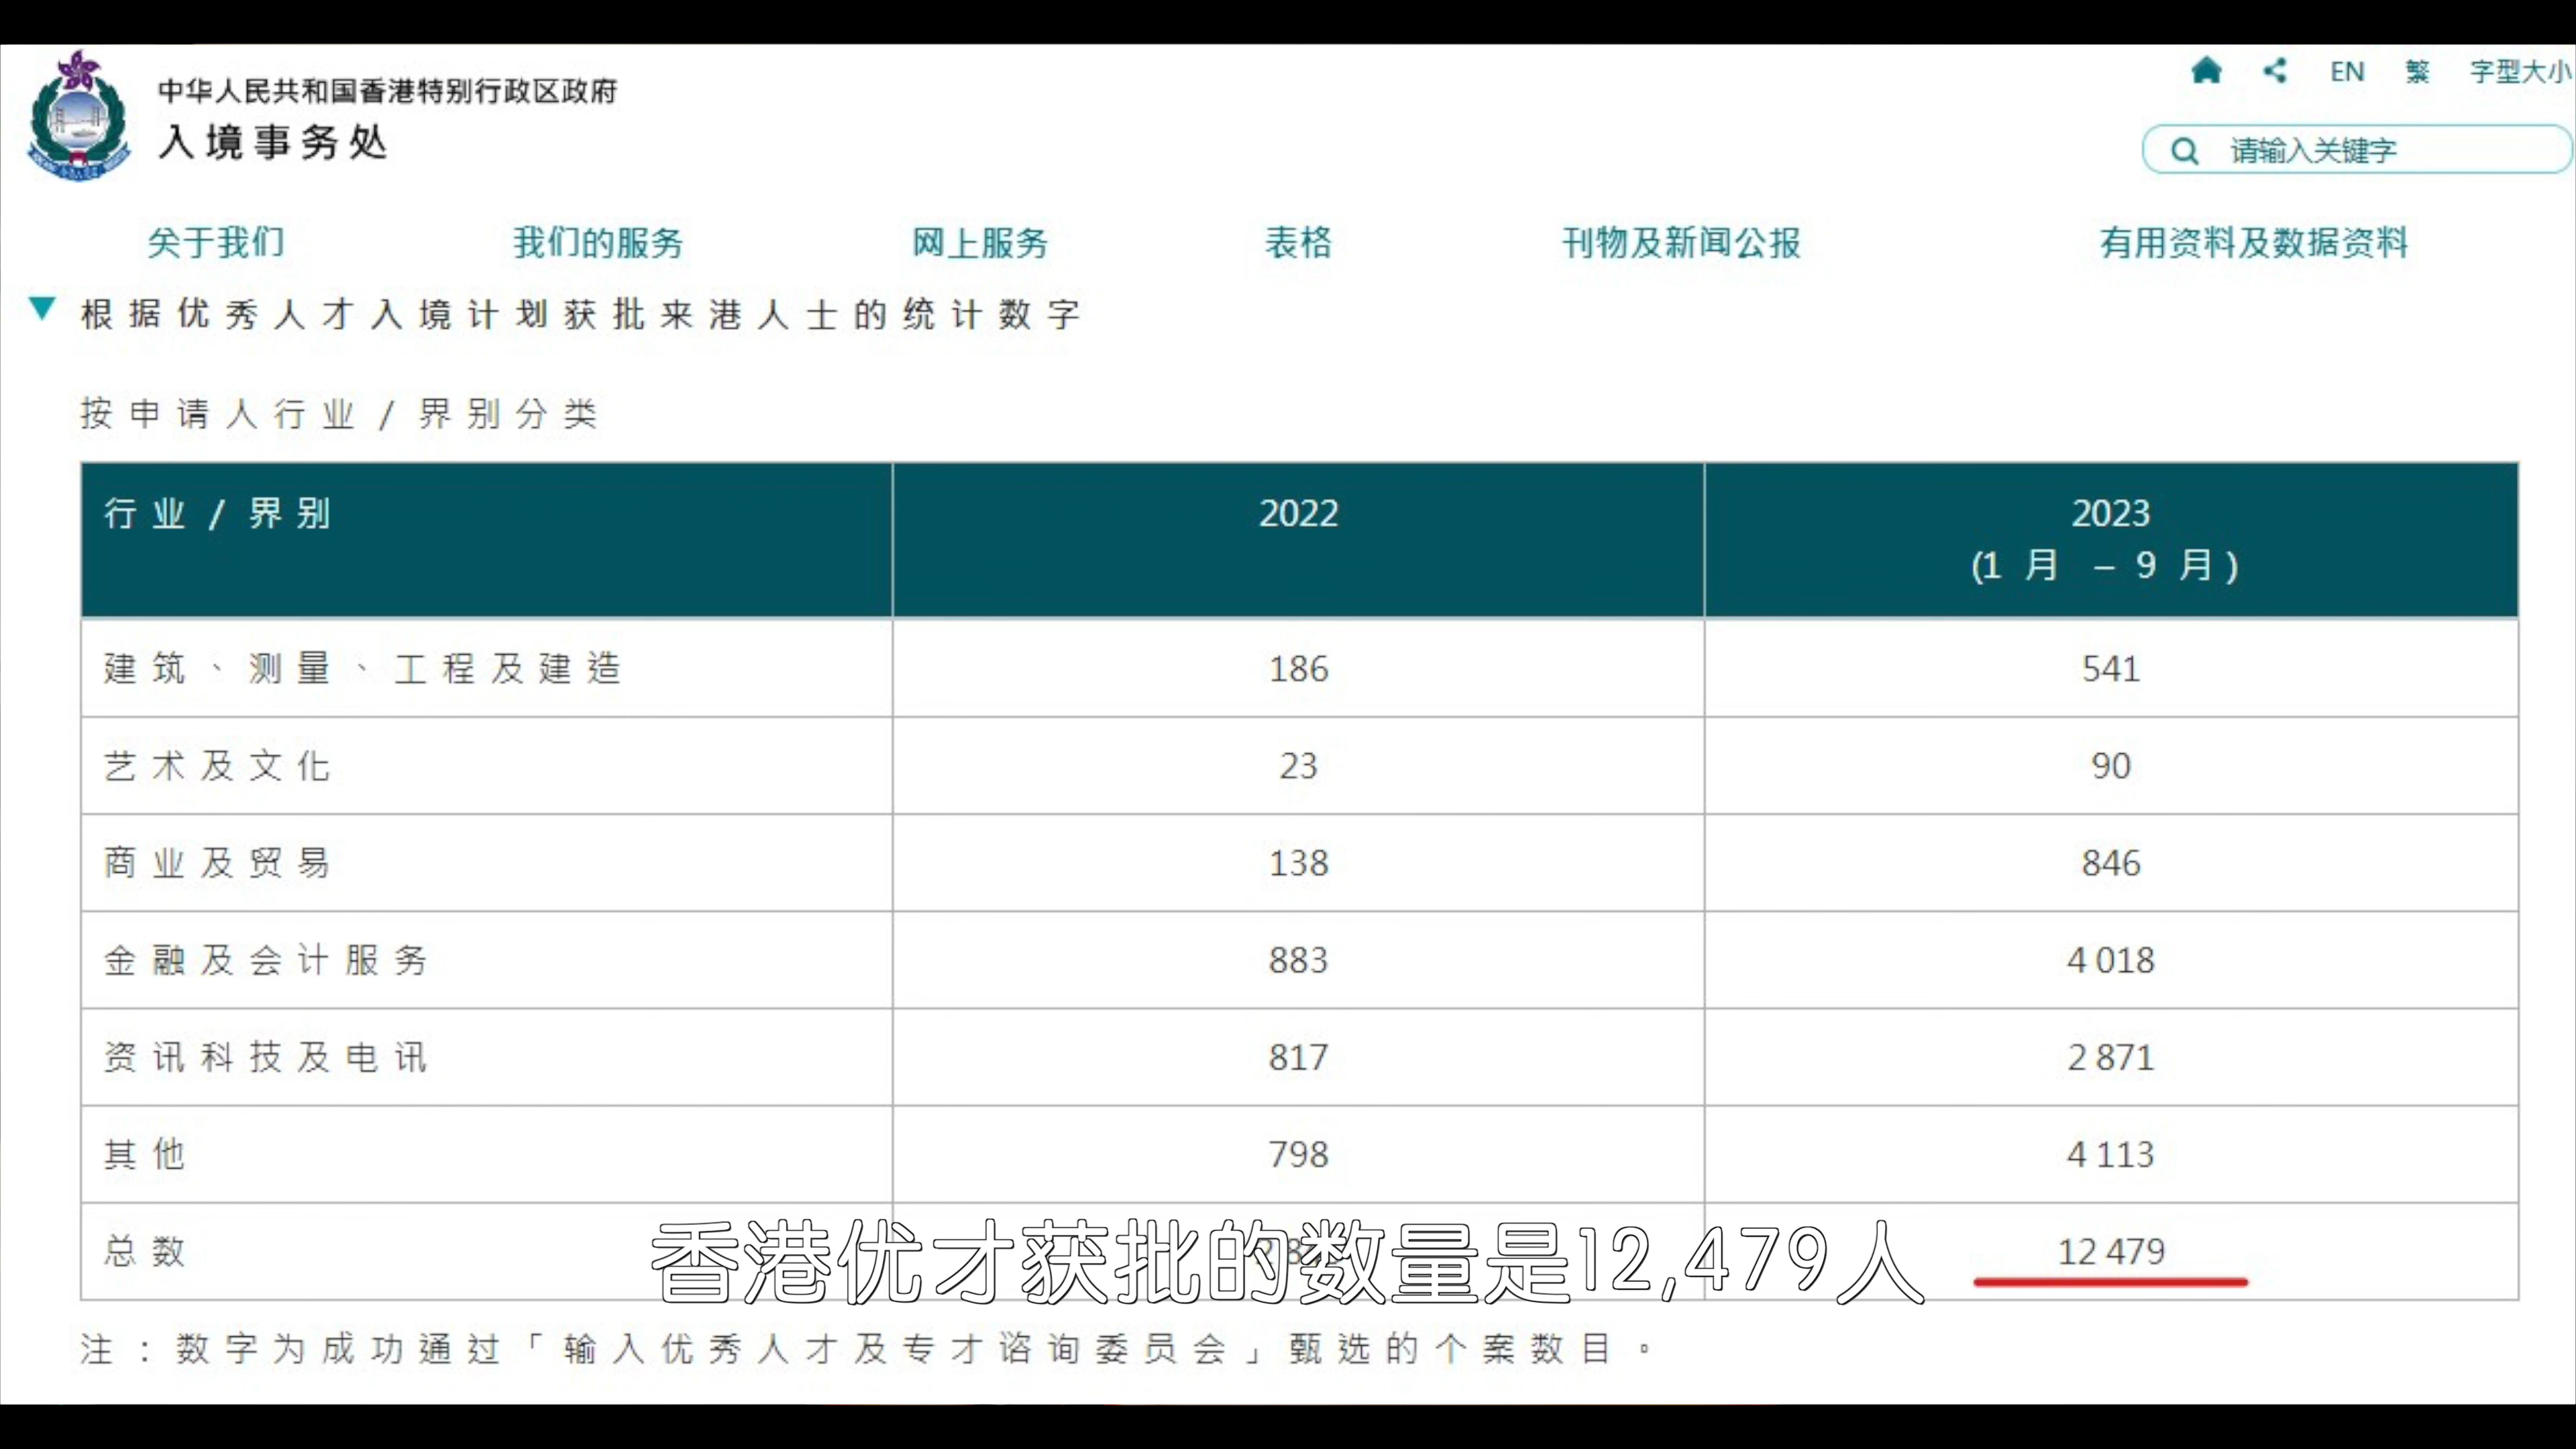 中华人民共和国香港特别行政区政府
入境事务处
EN 繁 字型大小
请输入关键字
关于我们 我们的服务 网上服务 表格 刊物及新闻公报 有用资料及数据资料
根据优秀人才入境计划获批来港人士的统计数字
按申请人行业/界别分类
行业/界别 2022 2023
(1月 – 9月)
建筑、测量、工程及建造 186 541
艺术及文化 23 90
商业及贸易 138 846
金融及会计服务 883 4 018
资讯科技及电讯 817 2 871
其他 798 4 113
总数 12 479
香港优才获批的数量是12,479人
注:数字为成功通过「输入优秀人才及专才谘询委员会」甄选的个案数目。